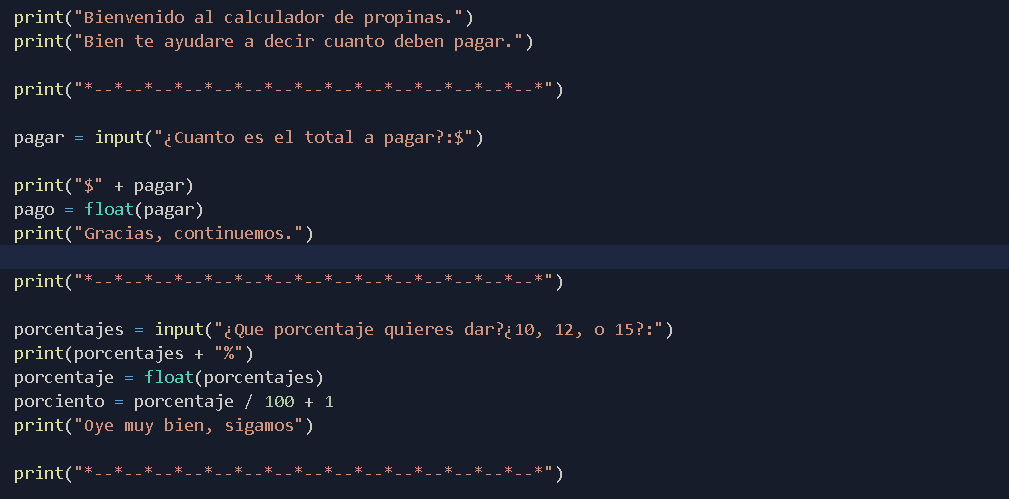 print("Bienvenido al calculador de propinas.")
print("Bien te ayudare a decir cuanto deben pagar.")
print("*--*--*--*--*--*--*--*--*--*--*--*--*--*--*--*")
pagar = input("¿Cuanto es el total a pagar?:$")
print("$" + pagar)
pago = float(pagar)
print("Gracias, continuemos.")
print("*--*--*--*--*--*--*--*--*--*--*--*--*--*--*--*")
porcentajes = input("¿Que porcentaje quieres dar?¿10, 12, o 15?:")
print(porcentajes + "%")
porcentaje = float(porcentajes)
porciento = porcentaje / 100 + 1
print("Oye muy bien, sigamos")
print("*--*--*--*--*--*--*--*--*--*--*--*--*--*--*--*")